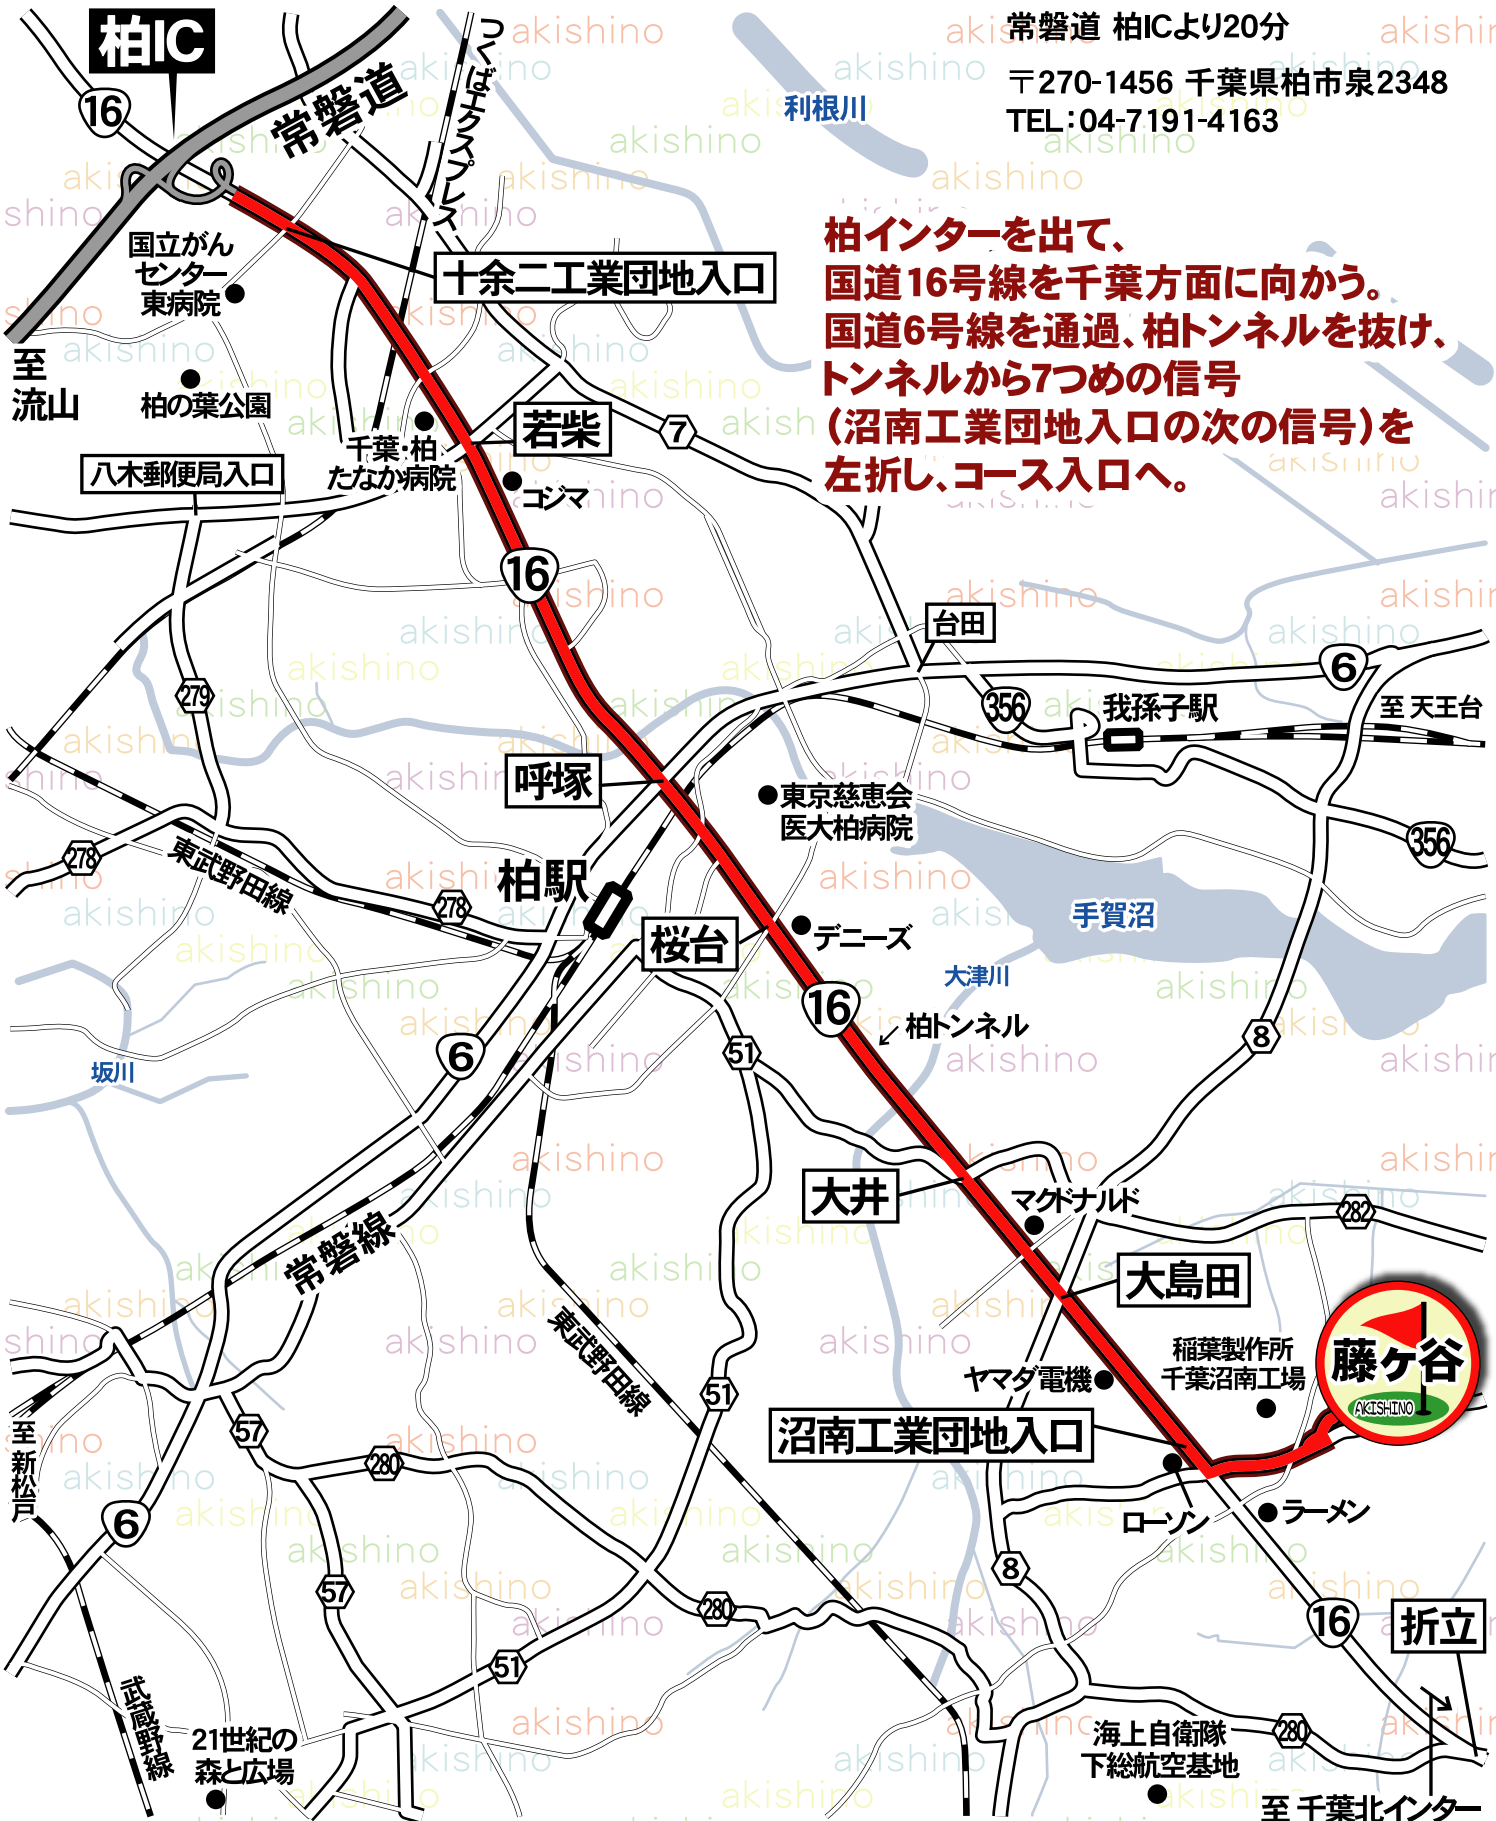 常磐道 柏ICより20分
〒270-1456 千葉県柏市泉2348
TEL:04-7191-4163
柏インターを出て、
国道16号線を千葉方面に向かう。
国道6号線を通過、柏トンネルを抜け、
トンネルから7つめの信号
(沼南工業団地入口の次の信号)を
左折し、コース入口へ。
柏IC
16
常磐道
つくばエクスプレス
利根川
国立がん
センター
東病院
十余二工業団地入口
至
流山
柏の葉公園
千葉・柏
たなか病院
若柴
7
八木郵便局入口
コジマ
16
台田
6
279
356
我孫子駅
至 天王台
呼塚
東京慈恵会
医大柏病院
278
東武野田線
356
柏駅
278
桜台
デニーズ
手賀沼
大津川
16
柏トンネル
6
51
8
坂川
大井
マクドナルド
282
常磐線
大島田
東武野田線
稲葉製作所
千葉沼南工場
藤ヶ谷
AKISHINO
ヤマダ電機
51
沼南工業団地入口
至 新松戸
57
280
6
ローソン
ラーメン
57
8
280
16
折立
51
武蔵野線
21世紀の
森と広場
海上自衛隊
下総航空基地
280
至 千葉北インター
akishino